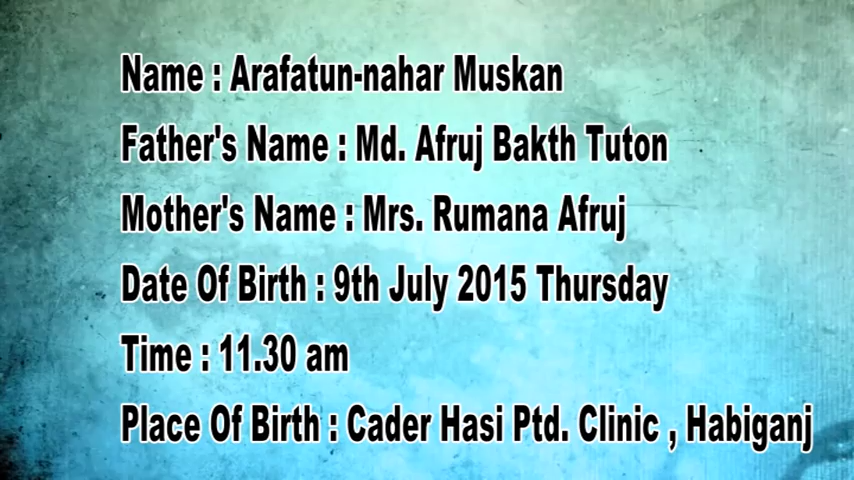 Name : Arafatun-nahar Muskan
Father's Name : Md. Afruj Bakth Tuton
Mother's Name : Mrs. Rumana Afruj
Date Of Birth : 9th July 2015 Thursday
Time : 11.30 am
Place Of Birth : Cader Hasi Ptd. Clinic , Habiganj